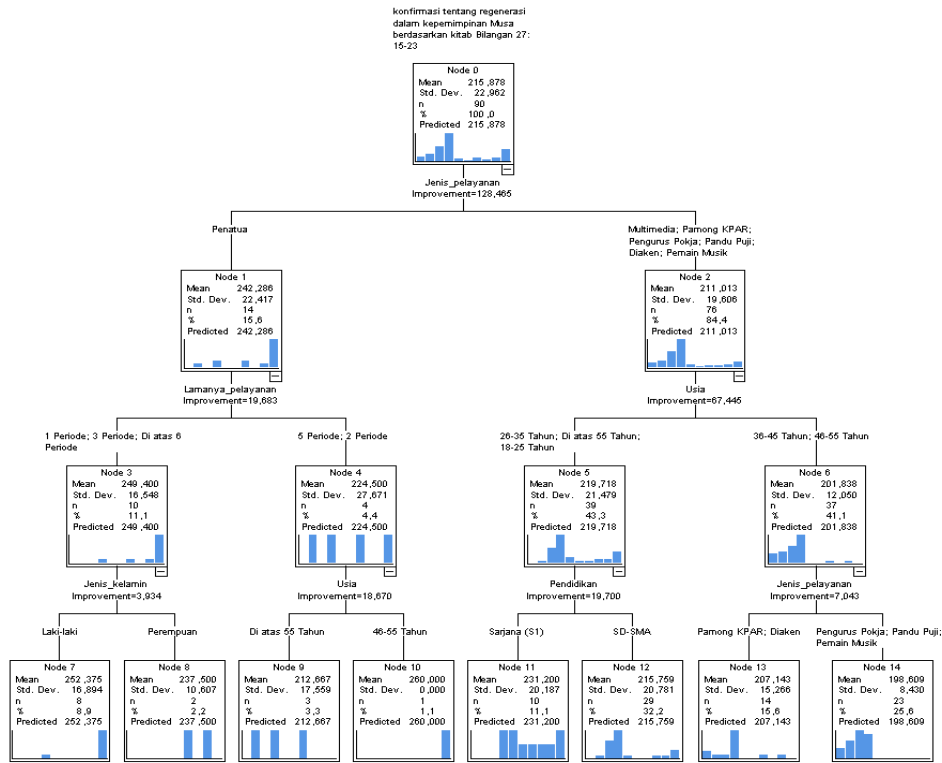 konfirmasi tentang regenerasi
dalam kepemimpinan Musa
berdasarkan kitab Bilangan 27:
15-23
Node 0
Mean 215 ,878
Std. Dev. 22 ,962
n 90
% 100 ,0
Predicted 215 ,878
Jenis_pelayanan
Improvement=128,465
Penatua
Multimedia; Pamong KPAR;
Pengurus Pokja; Pandu Puji;
Diaken; Pemain Musik
Node 1
Mean 242 ,286
Std. Dev. 22 ,417
n 14
% 15 ,6
Predicted 242 ,286
Node 2
Mean 211 ,013
Std. Dev. 19 ,606
n 76
% 84 ,4
Predicted 211 ,013
Lamanya_pelayanan
Improvement=19,683
Usia
Improvement=67,445
1 Periode; 3 Periode; Di atas 6
Periode
5 Periode; 2 Periode
26-35 Tahun; Di atas 55 Tahun;
18-25 Tahun
36-45 Tahun; 46-55 Tahun
Node 3
Mean 249 ,400
Std. Dev. 16 ,548
n 10
% 11 ,1
Predicted 249 ,400
Node 4
Mean 224 ,500
Std. Dev. 27 ,671
n 4
% 4 ,4
Predicted 224 ,500
Node 5
Mean 219 ,718
Std. Dev. 21 ,479
n 39
% 43 ,3
Predicted 219 ,718
Node 6
Mean 201 ,838
Std. Dev. 12 ,050
n 37
% 41 ,1
Predicted 201 ,838
Jenis_kelamin
Improvement=3,934
Usia
Improvement=18,670
Pendidikan
Improvement=19,700
Jenis_pelayanan
Improvement=7,043
Laki-laki
Perempuan
Di atas 55 Tahun
46-55 Tahun
Sarjana (S1)
SD-SMA
Pamong KPAR; Diaken
Pengurus Pokja; Pandu Puji;
Pemain Musik
Node 7
Mean 252 ,375
Std. Dev. 16 ,894
n 8
% 8 ,9
Predicted 252 ,375
Node 8
Mean 237 ,500
Std. Dev. 10 ,607
n 2
% 2 ,2
Predicted 237 ,500
Node 9
Mean 212 ,667
Std. Dev. 17 ,559
n 3
% 3 ,3
Predicted 212 ,667
Node 10
Mean 260 ,000
Std. Dev. 0 ,000
n 1
% 1 ,1
Predicted 260 ,000
Node 11
Mean 231 ,200
Std. Dev. 20 ,187
n 10
% 11 ,1
Predicted 231 ,200
Node 12
Mean 215 ,759
Std. Dev. 20 ,781
n 29
% 32 ,2
Predicted 215 ,759
Node 13
Mean 207 ,143
Std. Dev. 15 ,266
n 14
% 15 ,6
Predicted 207 ,143
Node 14
Mean 198 ,609
Std. Dev. 8 ,430
n 23
% 25 ,6
Predicted 198 ,609